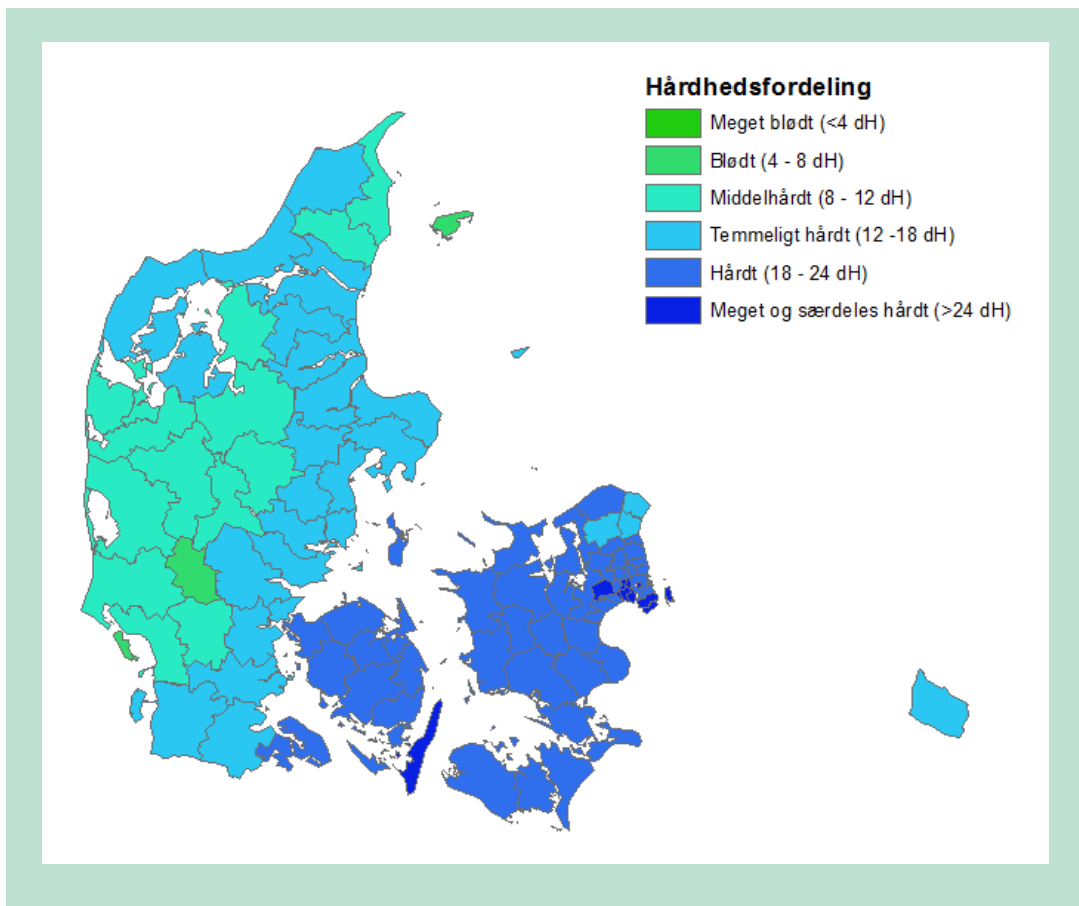 Hårdhedsfordeling
Meget blødt (<4 dH)
Blødt (4 - 8 dH)
Middelhårdt (8 - 12 dH)
Temmeligt hårdt (12 -18 dH)
Hårdt (18 - 24 dH)
Meget og særdeles hårdt (>24 dH)